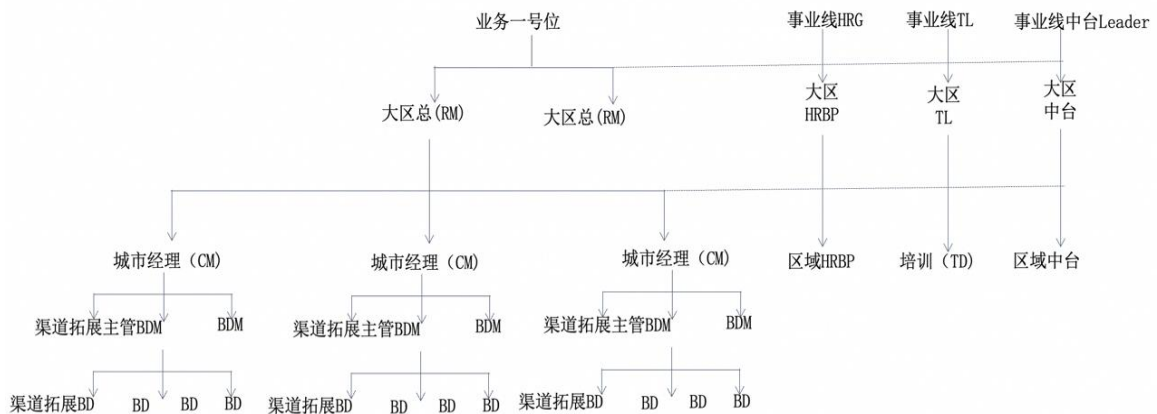 业务一号位
事业线HRG
事业线TL
事业线中台Leader
大区总(RM)
大区总(RM)
大区
HRBP
大区
TL
大区
中台
城市经理（CM)
城市经理（CM)
城市经理（CM)
区域HRBP
培训（TD)
区域中台
渠道拓展主管BDM
BDM
渠道拓展主管BDM
BDM
渠道拓展主管BDM
BDM
渠道拓展BD
BD
BD
BD
渠道拓展BD
BD
BD
BD
渠道拓展BD
BD
BD
BD